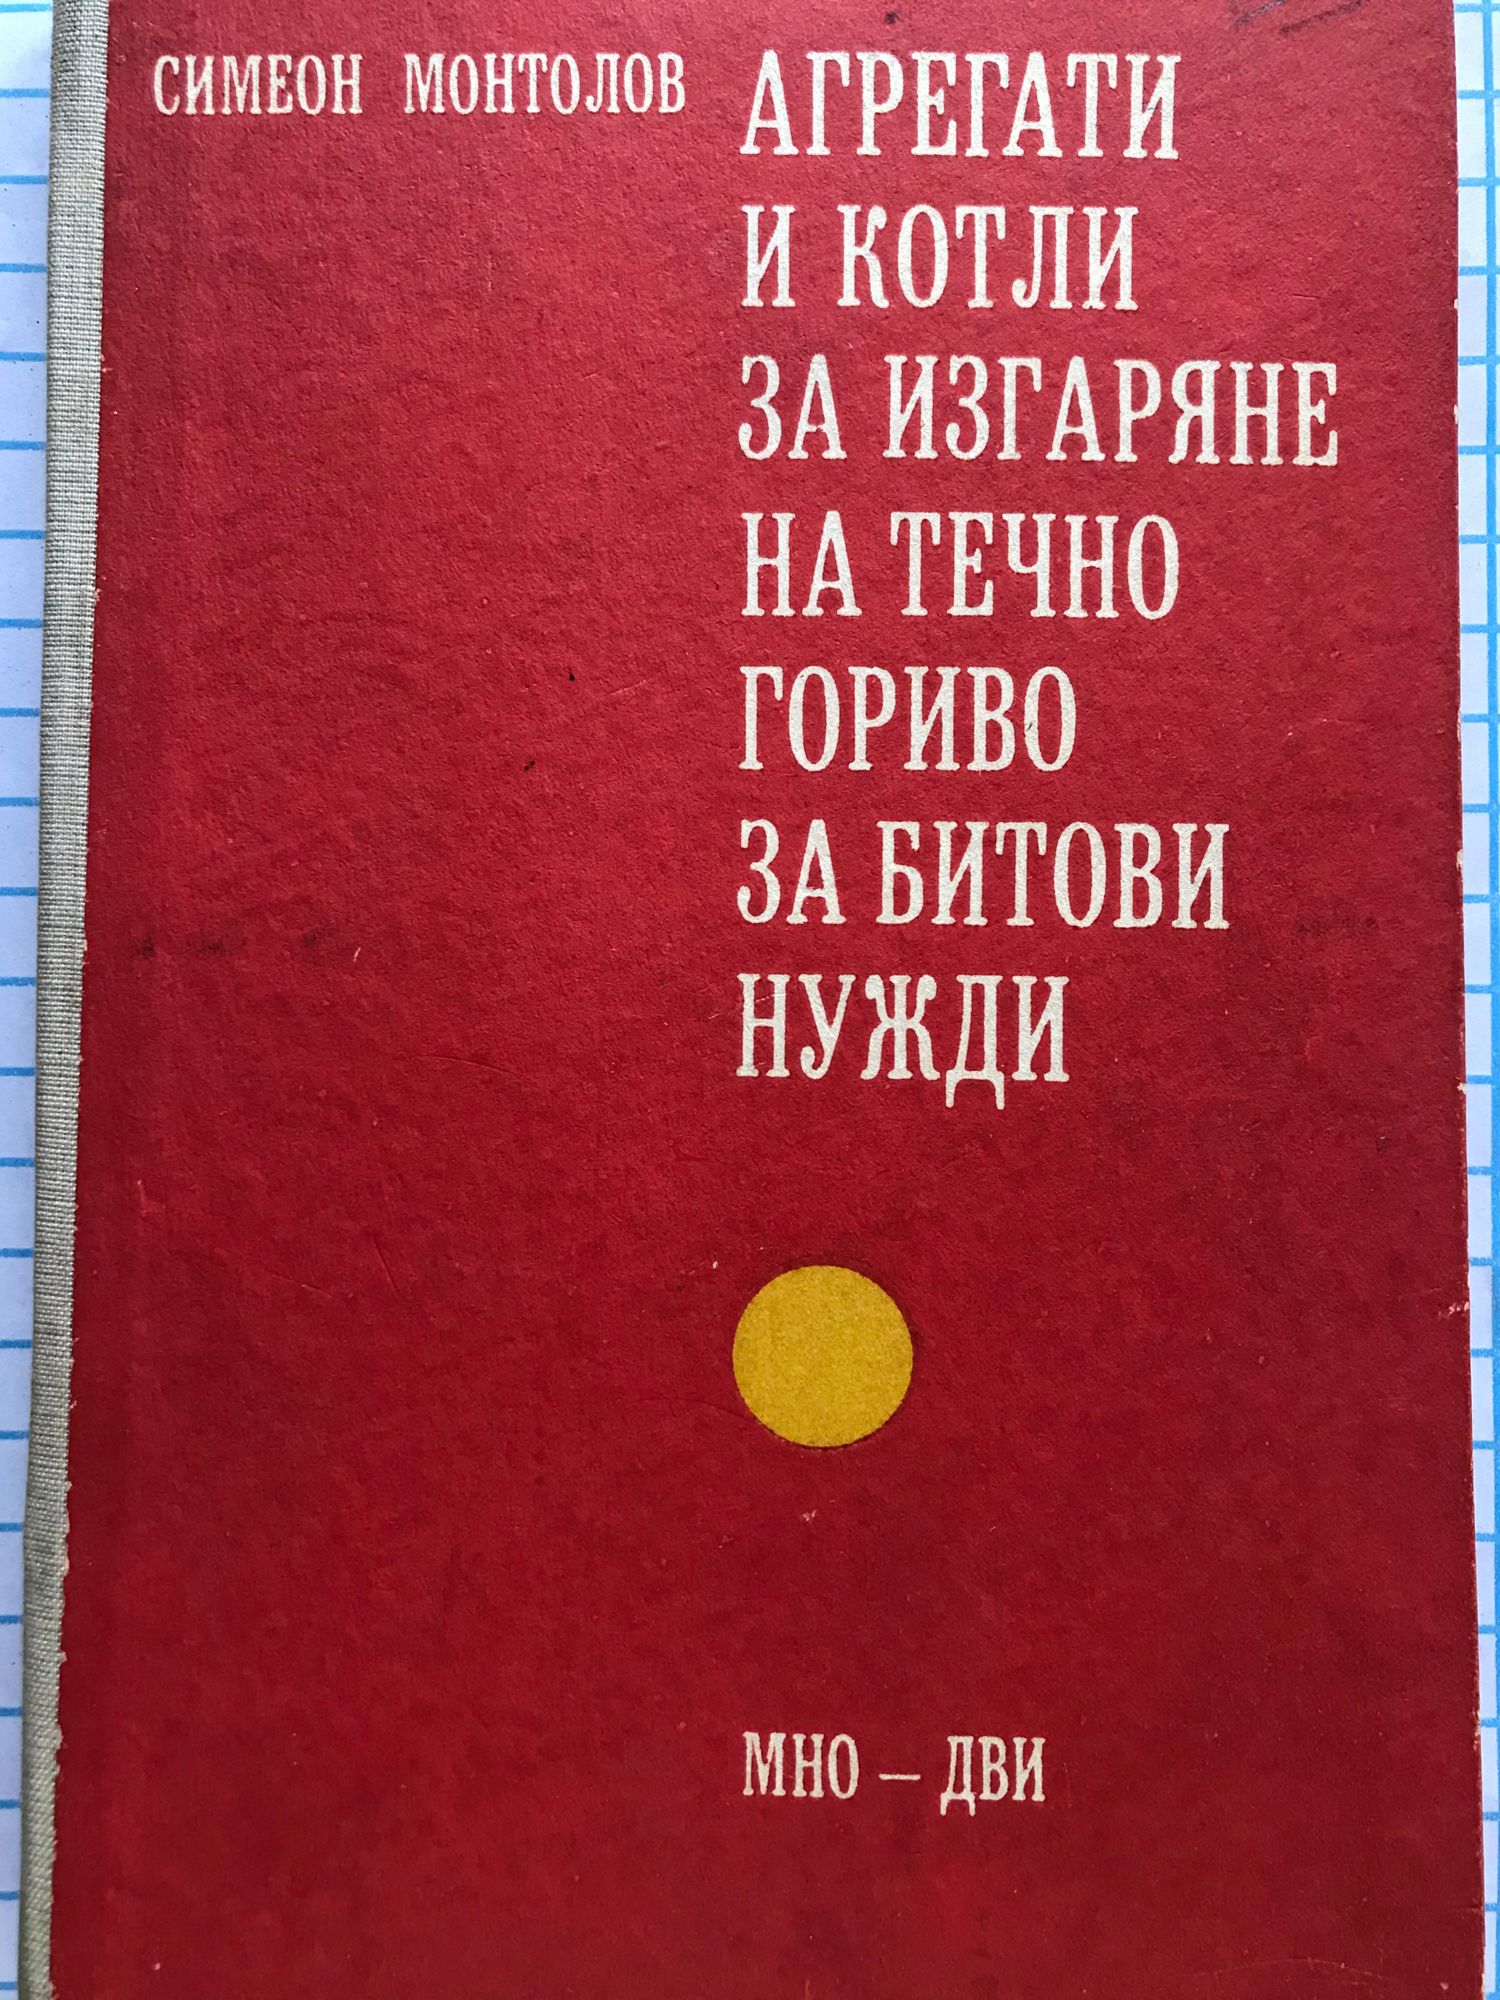 СИМЕОН МОНТОЛОВ
АГРЕГАТИ
И КОТЛИ
ЗА ИЗГАРЯНЕ
НА ТЕЧНО
ГОРИВО
ЗА БИТОВИ
НУЖДИ
МНО – ДВИ